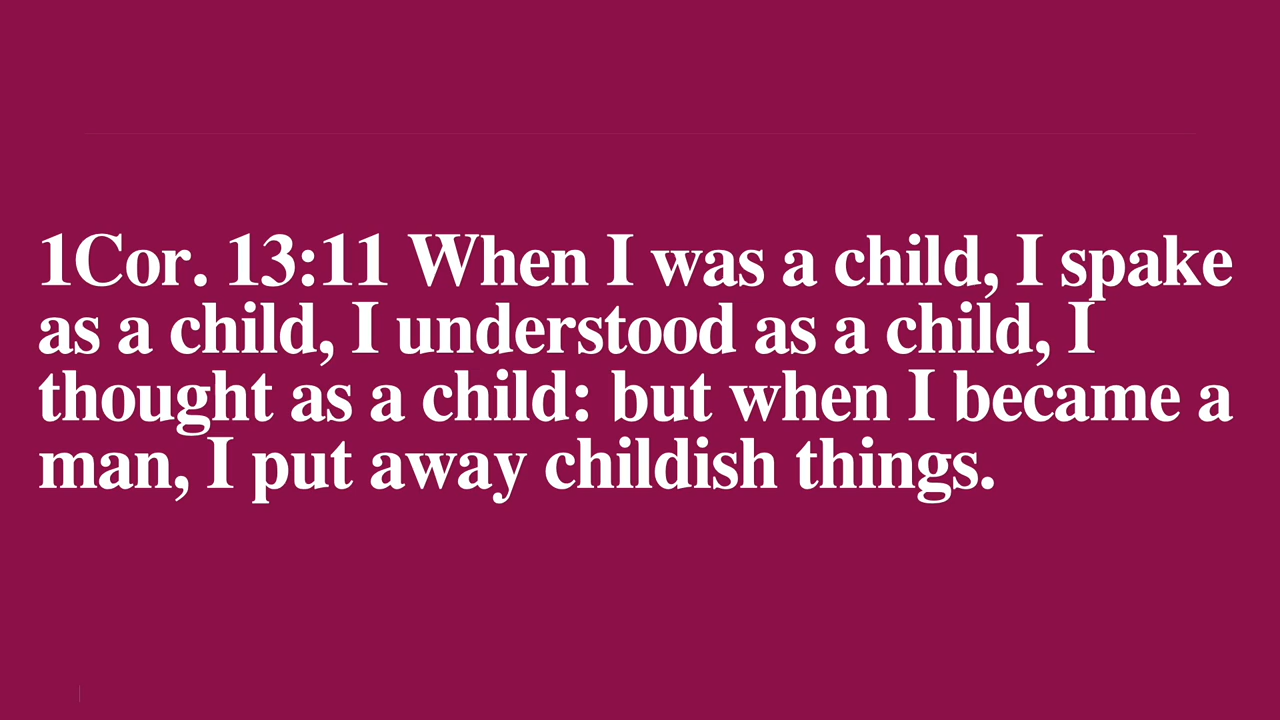 1Cor. 13:11 When I was a child, I spake
as a child, I understood as a child, I
thought as a child: but when I became a
man, I put away childish things.